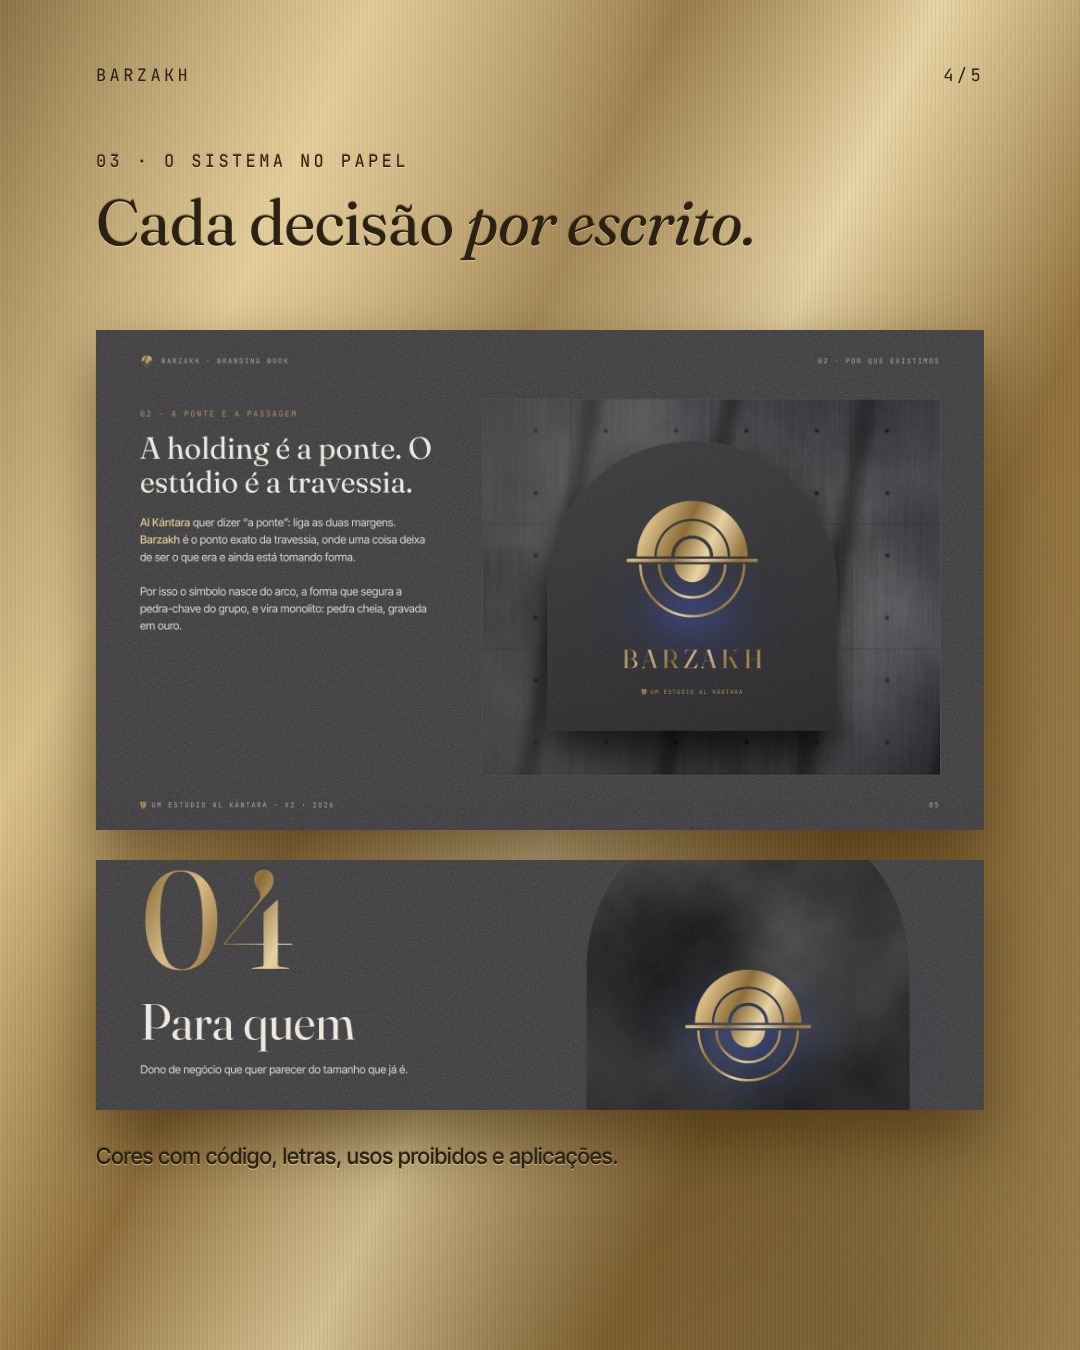 BARZAKH
4/5
03 · O SISTEMA NO PAPEL
Cada decisão por escrito.
BARZAKH · BRANDING BOOK
02 · POR QUE EXISTIMOS
02 · A PONTE E A PASSAGEM
A holding é a ponte. O
estúdio é a travessia.
Al Kántara quer dizer “a ponte”: liga as duas margens.
Barzakh é o ponto exato da travessia, onde uma coisa deixa
de ser o que era e ainda está tomando forma.
Por isso o símbolo nasce do arco, a forma que segura a
pedra-chave do grupo, e vira monolito: pedra cheia, gravada
em ouro.
BARZAKH
UM ESTÚDIO AL KÁNTARA
UM ESTÚDIO AL KÁNTARA · V2 · 2026
05
04
Para quem
Dono de negócio que quer parecer do tamanho que já é.
Cores com código, letras, usos proibidos e aplicações.